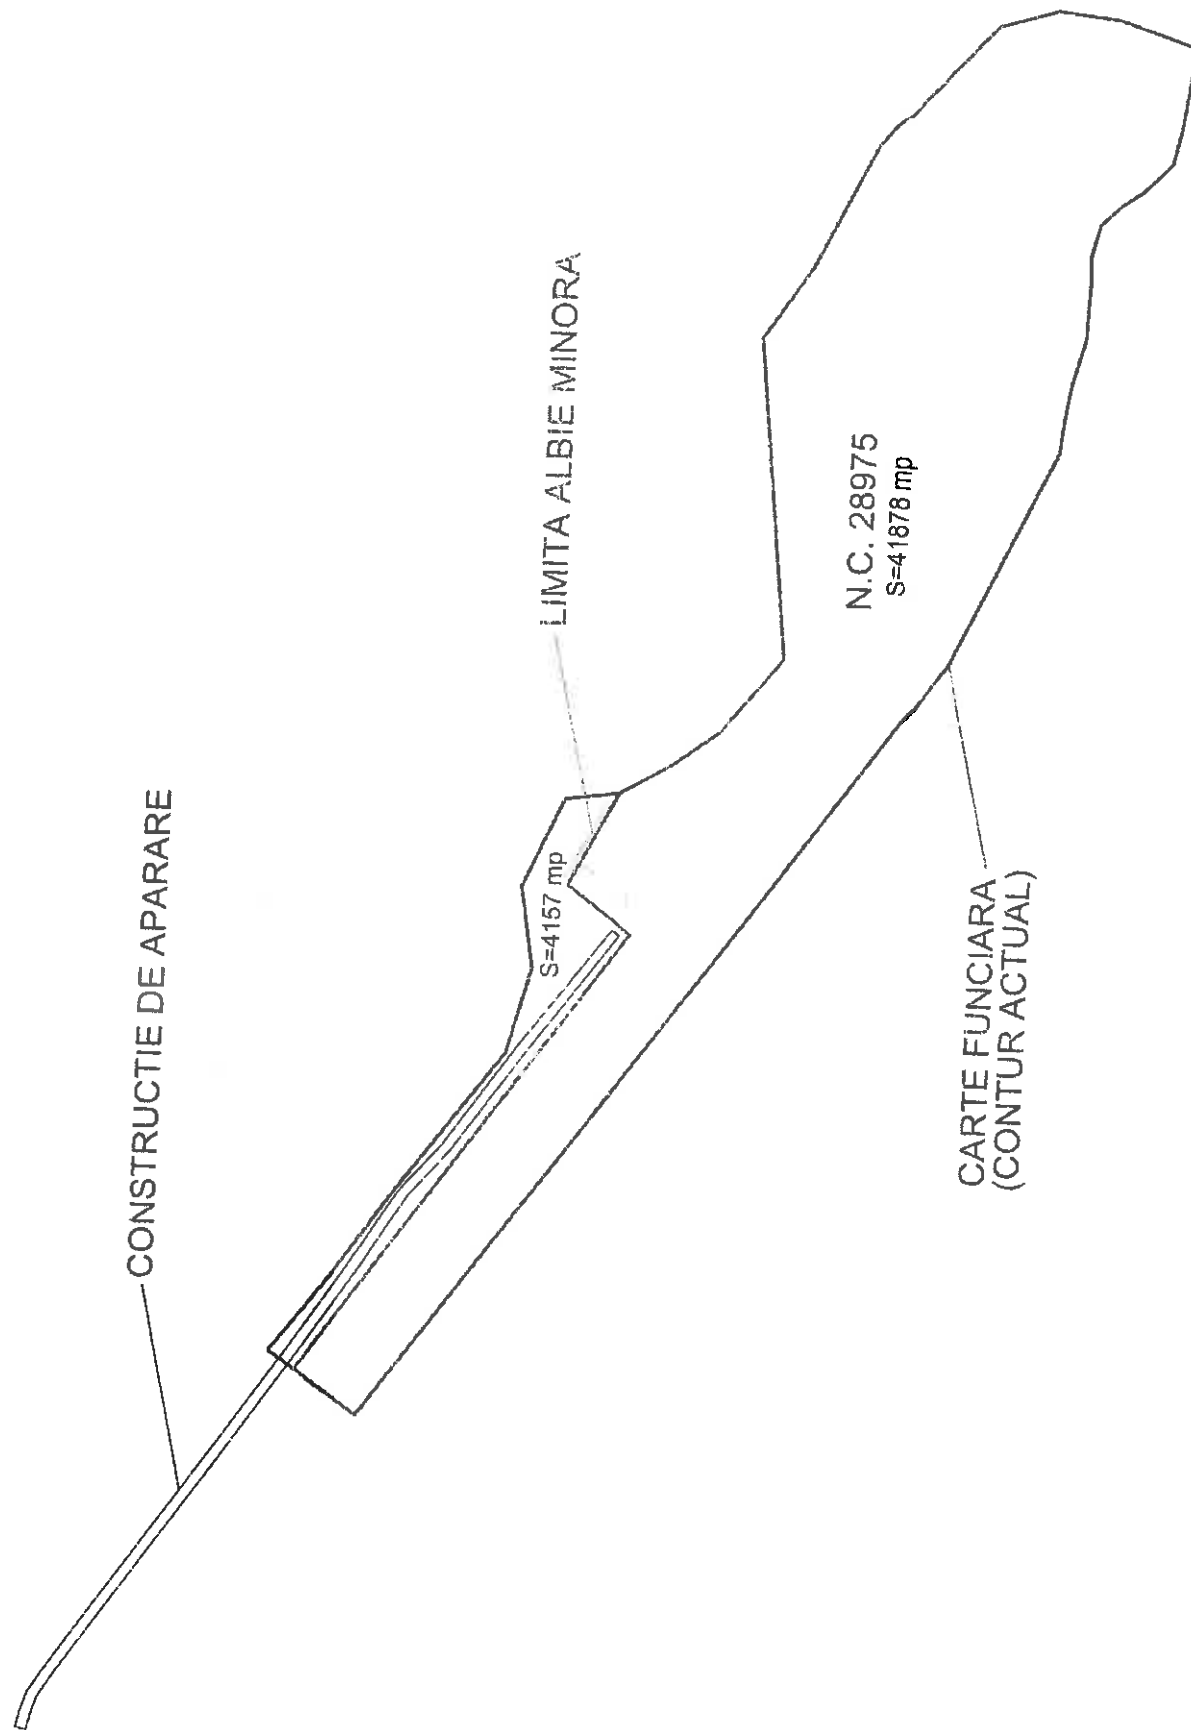 CONSTRUCTIE DE APARARE
LIMITA ALBIE MINORA
S=4157 mp
N.C. 28975
S=41878 mp
CARTE FUNCIARA
(CONTUR ACTUAL)